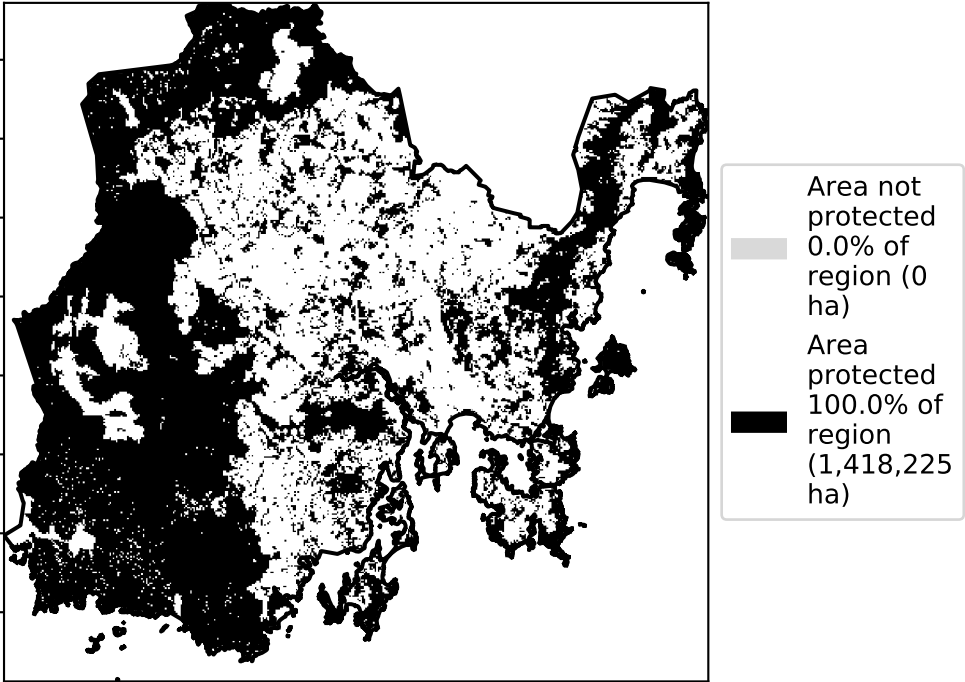 Area not
protected
0.0% of
region (0
ha)
Area
protected
100.0% of
region
(1,418,225
ha)